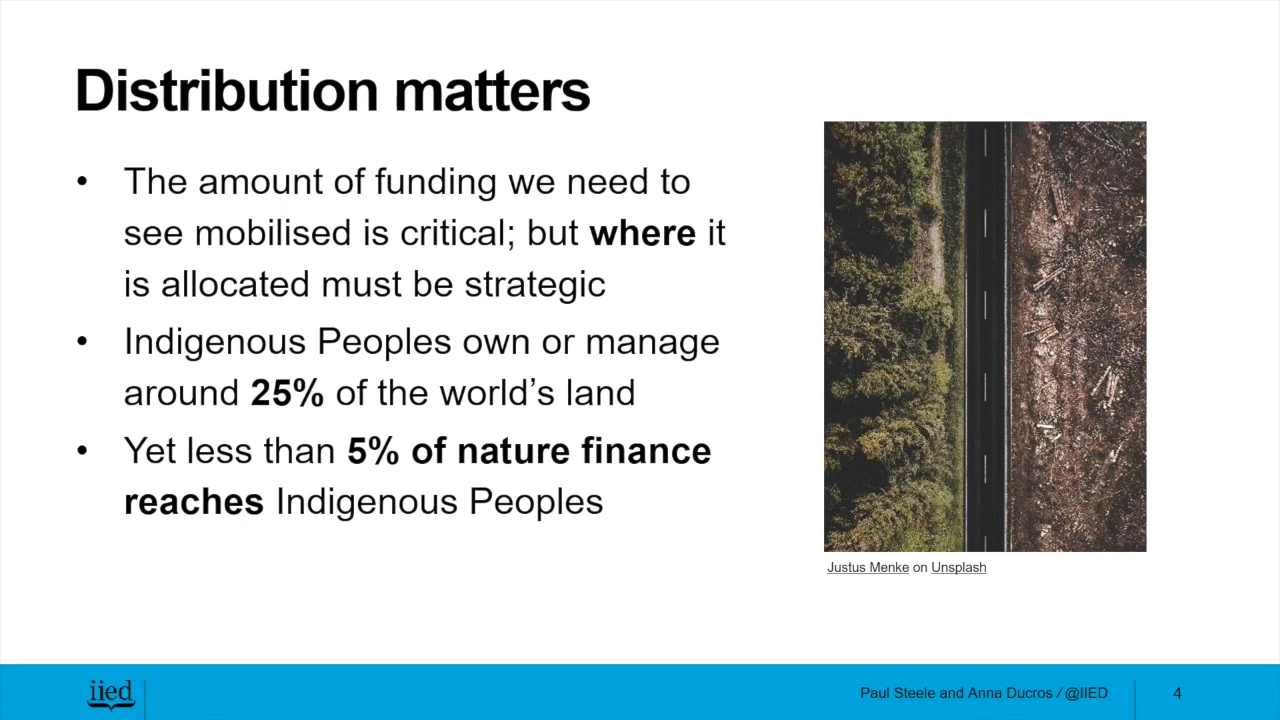 Distribution matters
• The amount of funding we need to
see mobilised is critical; but where it
is allocated must be strategic
• Indigenous Peoples own or manage
around 25% of the world’s land
• Yet less than 5% of nature finance
reaches Indigenous Peoples
Justus Menke on Unsplash
iied
Paul Steele and Anna Ducros / @IIED
4